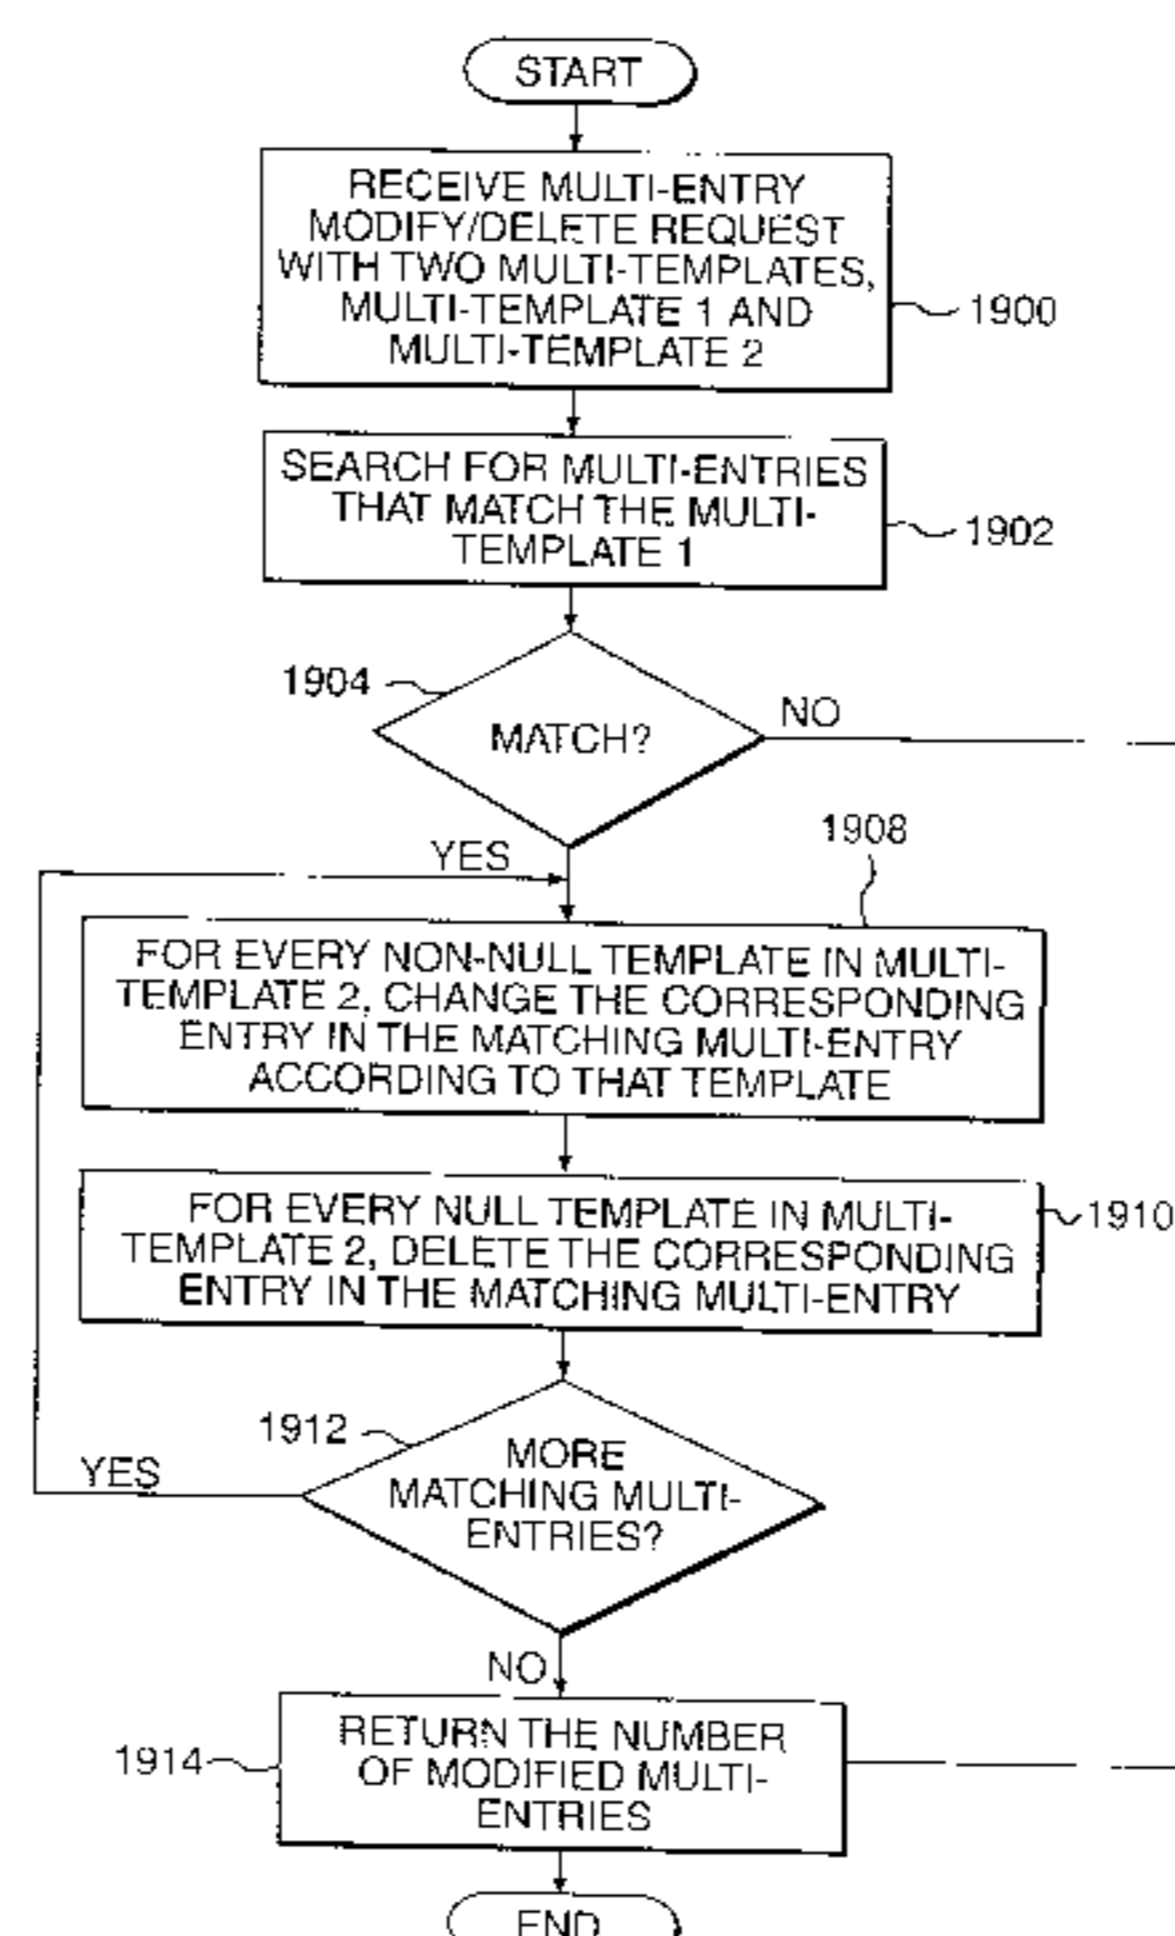 START
RECEIVE MULTI-ENTRY
MODIFY/DELETE REQUEST
WITH TWO MULTI-TEMPLATES,
MULTI-TEMPLATE 1 AND
MULTI-TEMPLATE 2
1900
SEARCH FOR MULTI-ENTRIES
THAT MATCH THE MULTI-
TEMPLATE 1
1902
1904
MATCH?
NO
1908
YES
FOR EVERY NON-NULL TEMPLATE IN MULTI-
TEMPLATE 2, CHANGE THE CORRESPONDING
ENTRY IN THE MATCHING MULTI-ENTRY
ACCORDING TO THAT TEMPLATE
FOR EVERY NULL TEMPLATE IN MULTI-
TEMPLATE 2, DELETE THE CORRESPONDING
ENTRY IN THE MATCHING MULTI-ENTRY
1910
1912
MORE
MATCHING MULTI-
ENTRIES?
YES
NO
RETURN THE NUMBER
OF MODIFIED MULTI-
ENTRIES
1914
END